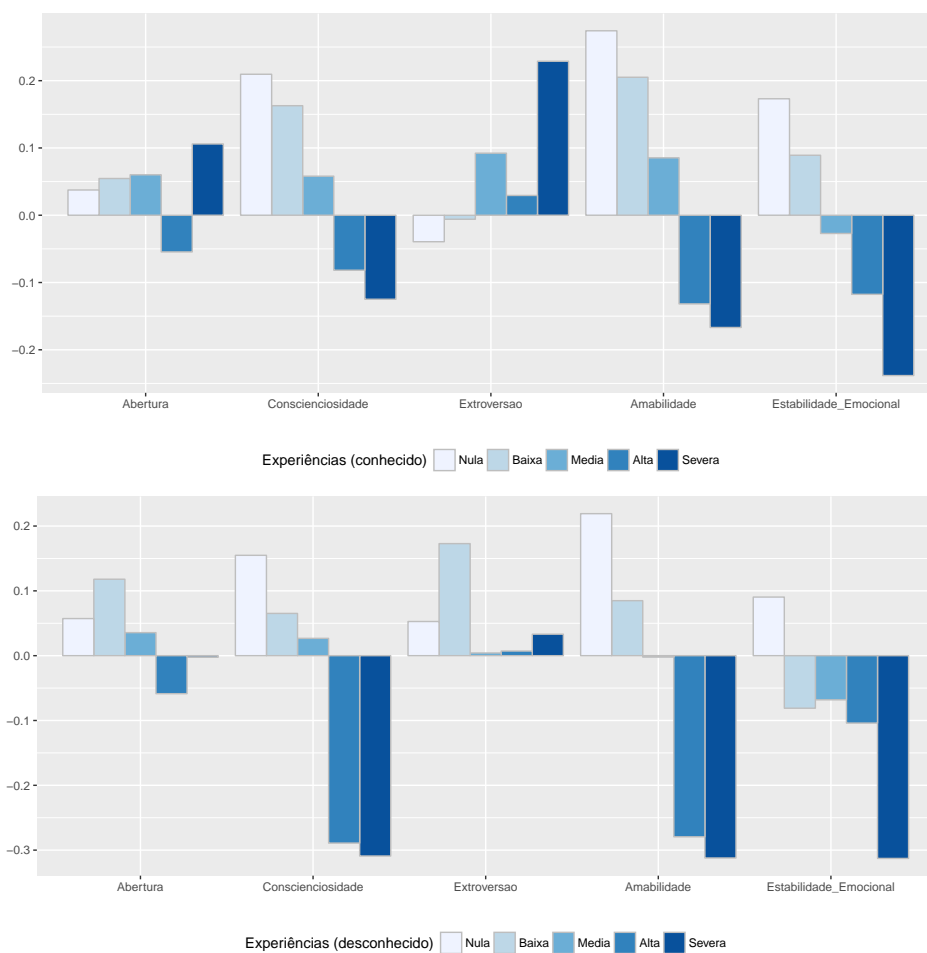 0.2
0.1
0.0
−0.1
−0.2
Abertura Conscienciosidade Extroversao Amabilidade Estabilidade_Emocional
Experiências (conhecido) Nula Baixa Media Alta Severa
0.2
0.1
0.0
−0.1
−0.2
−0.3
Abertura Conscienciosidade Extroversao Amabilidade Estabilidade_Emocional
Experiências (desconhecido) Nula Baixa Media Alta Severa